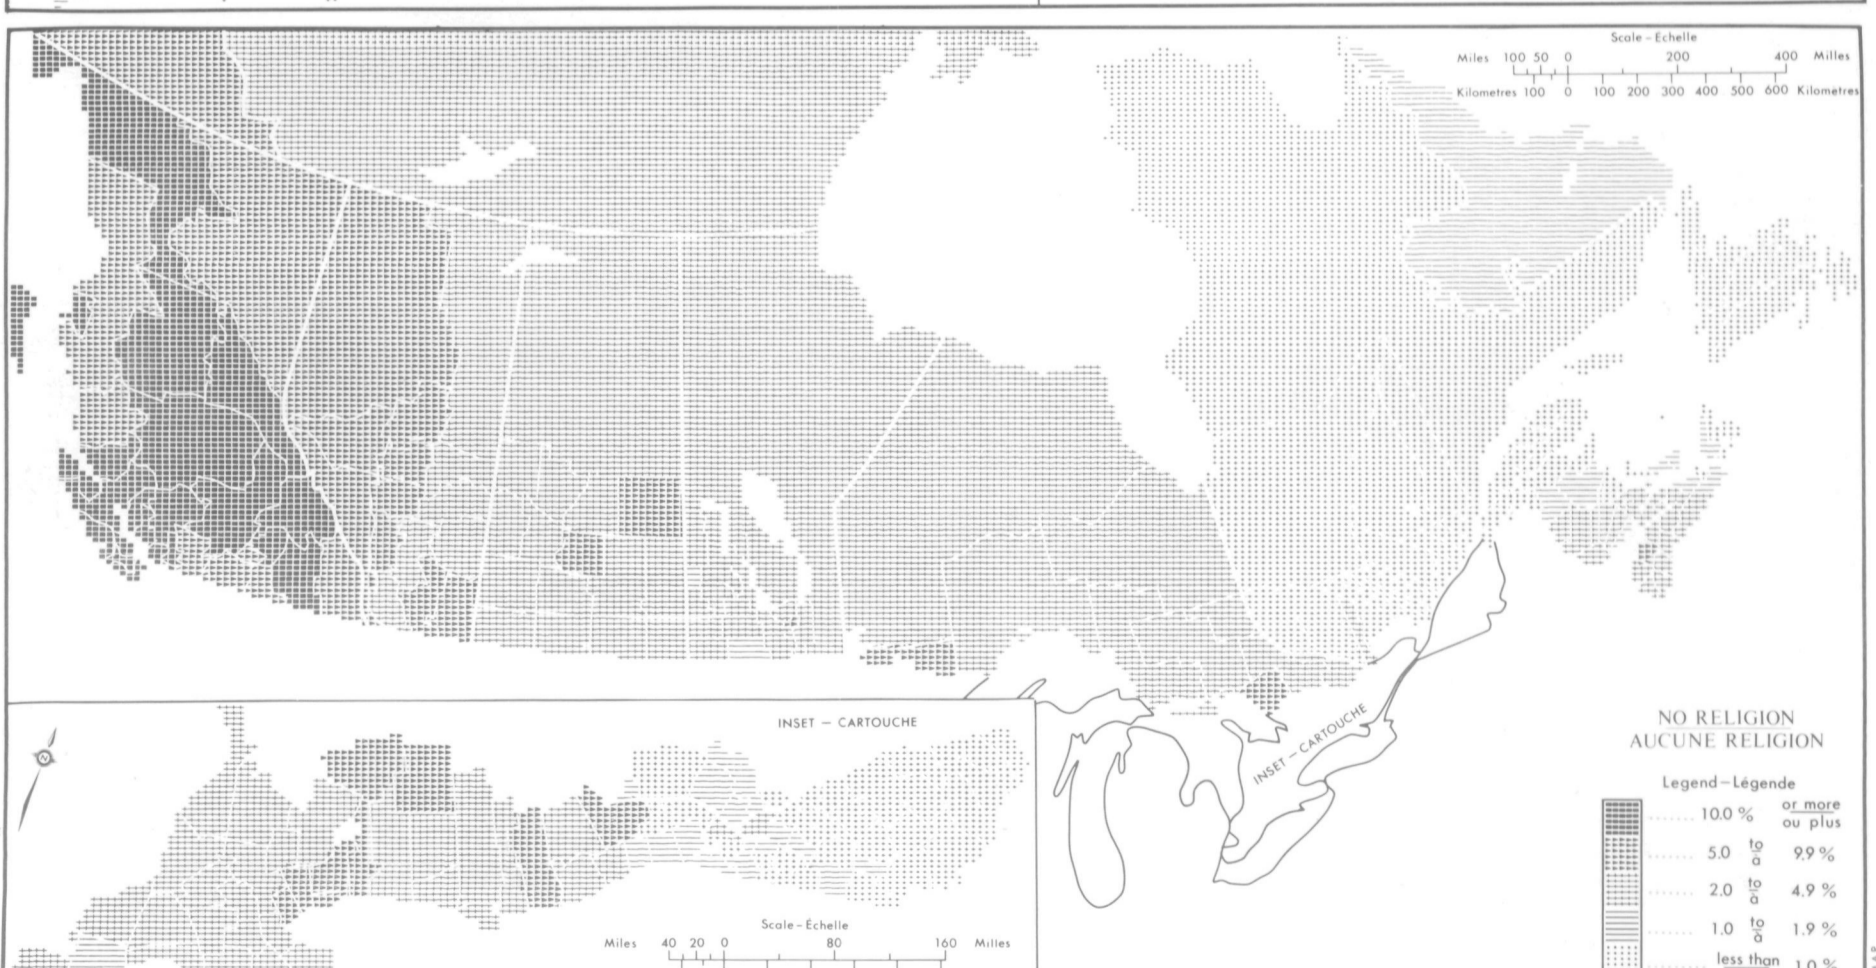 Scale – Echelle
Miles 100 50 0 200 400 Milles
Kilometres 100 0 100 200 300 400 500 600 Kilomètres
INSET — CARTOUCHE
N
INSET – CARTOUCHE
NO RELIGION
AUCUNE RELIGION
Legend – Légende
10.0 % or more
ou plus
5.0 to
à 9.9 %
2.0 to
à 4.9 %
1.0 to
à 1.9 %
less than 1.0 %
Scale – Échelle
Miles 40 20 0 80 160 Milles